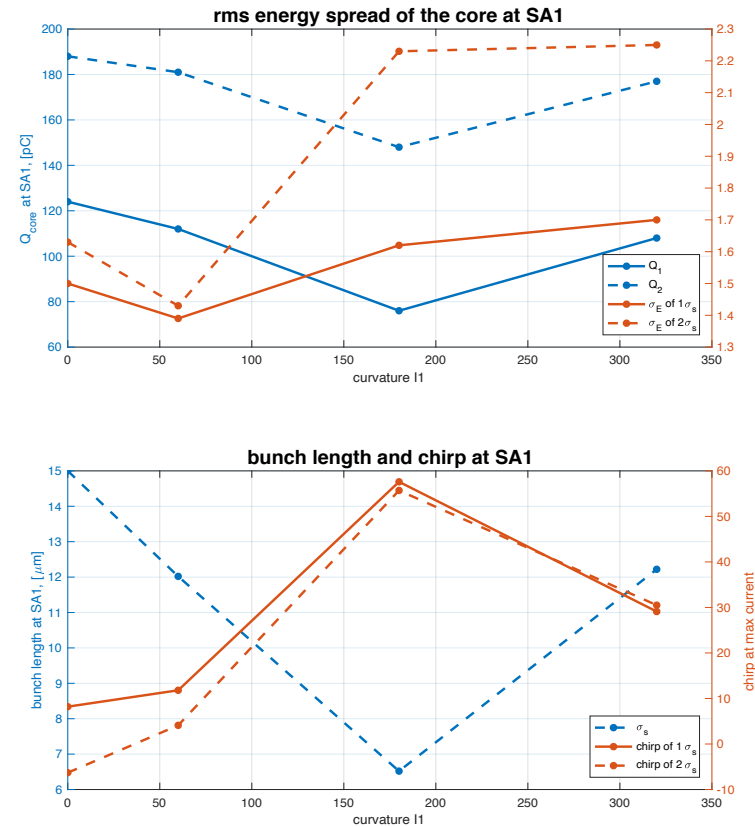 rms energy spread of the core at SA1
200
180
160
140
120
100
80
60
Q_core at SA1, [pC]
2.3
2.2
2.1
2
1.9
1.8
1.7
1.6
1.5
1.4
1.3
Q_1
Q_2
σ_E of 1σ_s
σ_E of 2σ_s
0 50 100 150 200 250 300 350
curvature l1
bunch length and chirp at SA1
15
14
13
12
11
10
9
8
7
6
bunch length at SA1, [μm]
60
50
40
30
20
10
0
-10
chirp at max current
σ_s
chirp of 1 σ_s
chirp of 2 σ_s
0 50 100 150 200 250 300 350
curvature l1